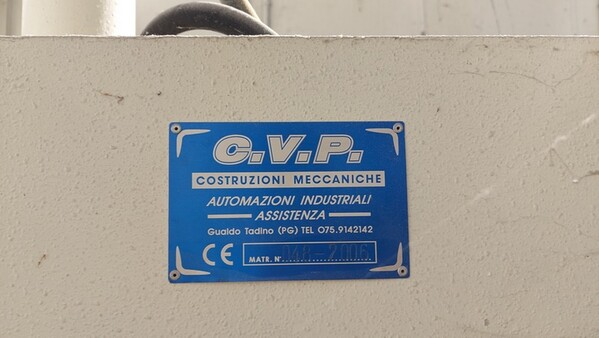 C.V.P.
COSTRUZIONI MECCANICHE
AUTOMAZIONI INDUSTRIALI
ASSISTENZA
Gualdo Tadino (PG) TEL 075.9142142
CE MATR. N°